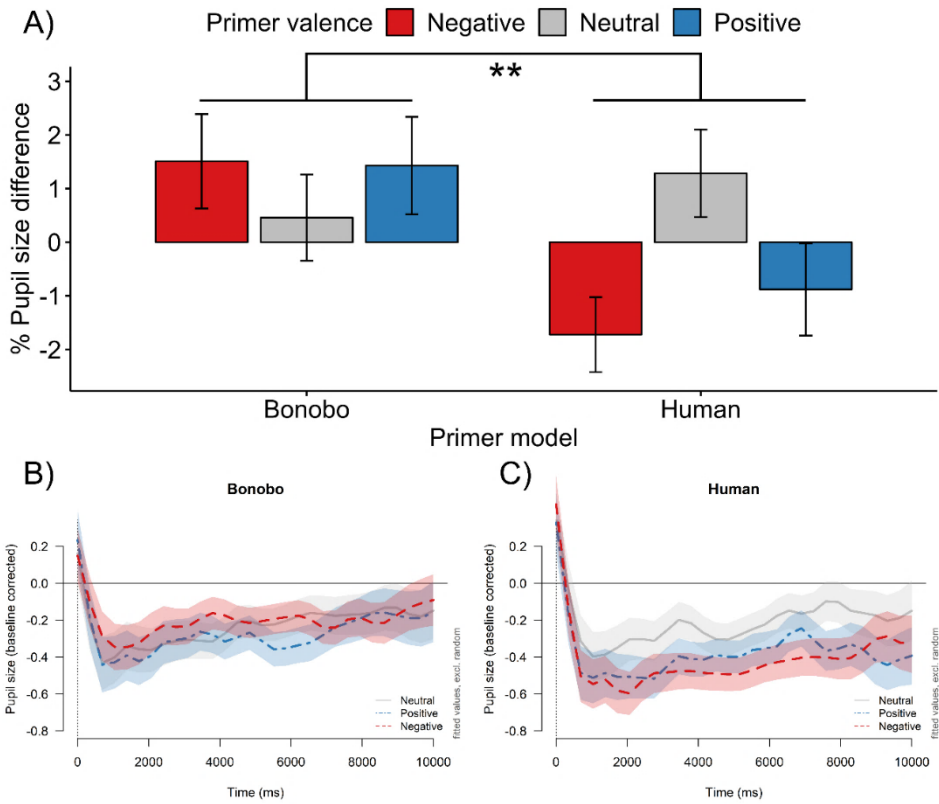 A)
Primer valence Negative Neutral Positive
**
% Pupil size difference
3
2
1
0
-1
-2
Bonobo Human
Primer model
B)
Bonobo
Pupil size (baseline corrected)
0.2
0.0
-0.2
-0.4
-0.6
-0.8
Neutral
Positive
Negative
fitted values, excl. random
0 2000 4000 6000 8000 10000
Time (ms)
C)
Human
Pupil size (baseline corrected)
0.2
0.0
-0.2
-0.4
-0.6
-0.8
Neutral
Positive
Negative
fitted values, excl. random
0 2000 4000 6000 8000 10000
Time (ms)